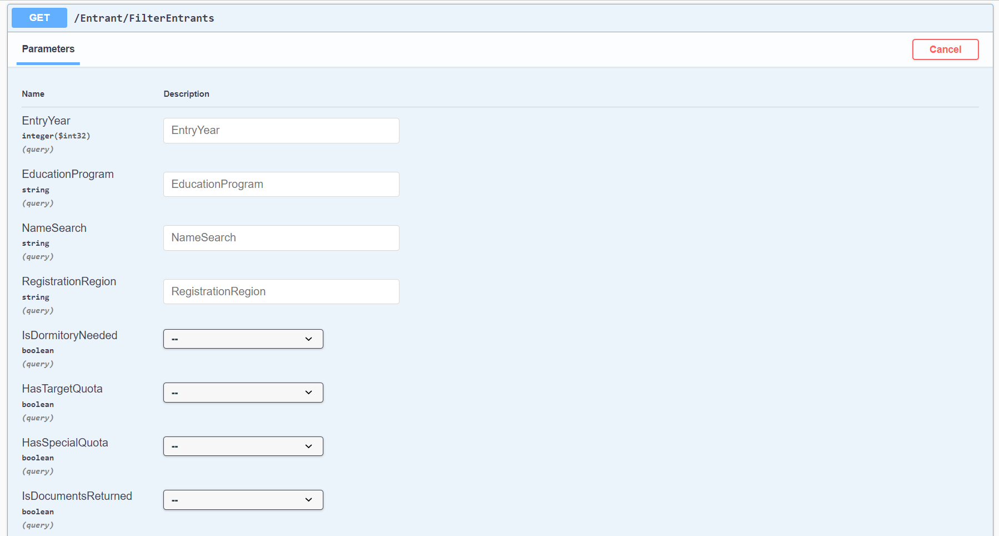 GET /Entrant/FilterEntrants
Parameters
Cancel
Name Description
EntryYear
integer($int32)
(query)
EntryYear
EducationProgram
string
(query)
EducationProgram
NameSearch
string
(query)
NameSearch
RegistrationRegion
string
(query)
RegistrationRegion
IsDormitoryNeeded
boolean
(query)
--
HasTargetQuota
boolean
(query)
--
HasSpecialQuota
boolean
(query)
--
IsDocumentsReturned
boolean
(query)
--